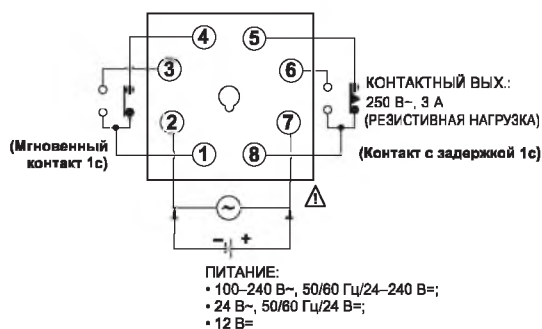 4 5
3 6
2 7
1 8
КОНТАКТНЫЙ ВЫХ.:
250 В~, 3 А
(РЕЗИСТИВНАЯ НАГРУЗКА)
(Мгновенный
контакт 1с)
(Контакт с задержкой 1с)
~
!
– +
ПИТАНИЕ:
• 100–240 В~, 50/60 Гц/24–240 В=;
• 24 В~, 50/60 Гц/24 В=;
• 12 В=